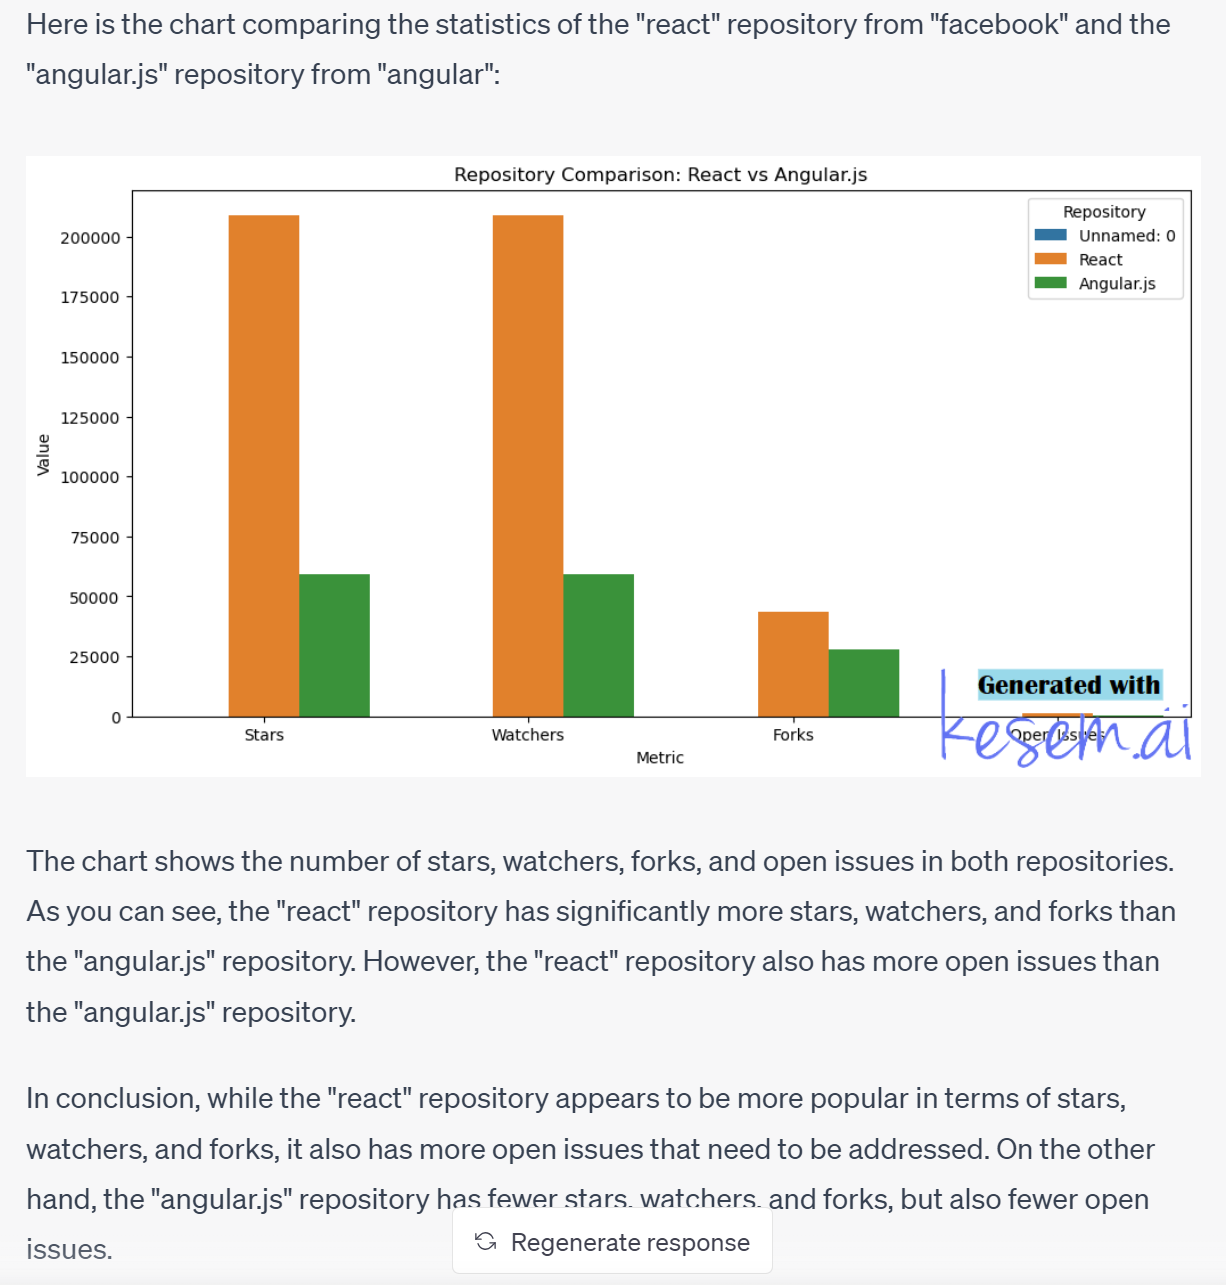 Here is the chart comparing the statistics of the "react" repository from "facebook" and the
"angular.js" repository from "angular":
Repository Comparison: React vs Angular.js
Repository
Unnamed: 0
React
Angular.js
200000
175000
150000
125000
100000
75000
50000
25000
0
Value
Stars
Watchers
Forks
Open Issues
Metric
Generated with
kesem.ai
The chart shows the number of stars, watchers, forks, and open issues in both repositories.
As you can see, the "react" repository has significantly more stars, watchers, and forks than
the "angular.js" repository. However, the "react" repository also has more open issues than
the "angular.js" repository.
In conclusion, while the "react" repository appears to be more popular in terms of stars,
watchers, and forks, it also has more open issues that need to be addressed. On the other
hand, the "angular.js" repository has fewer stars, watchers, and forks, but also fewer open
issues.
Regenerate response